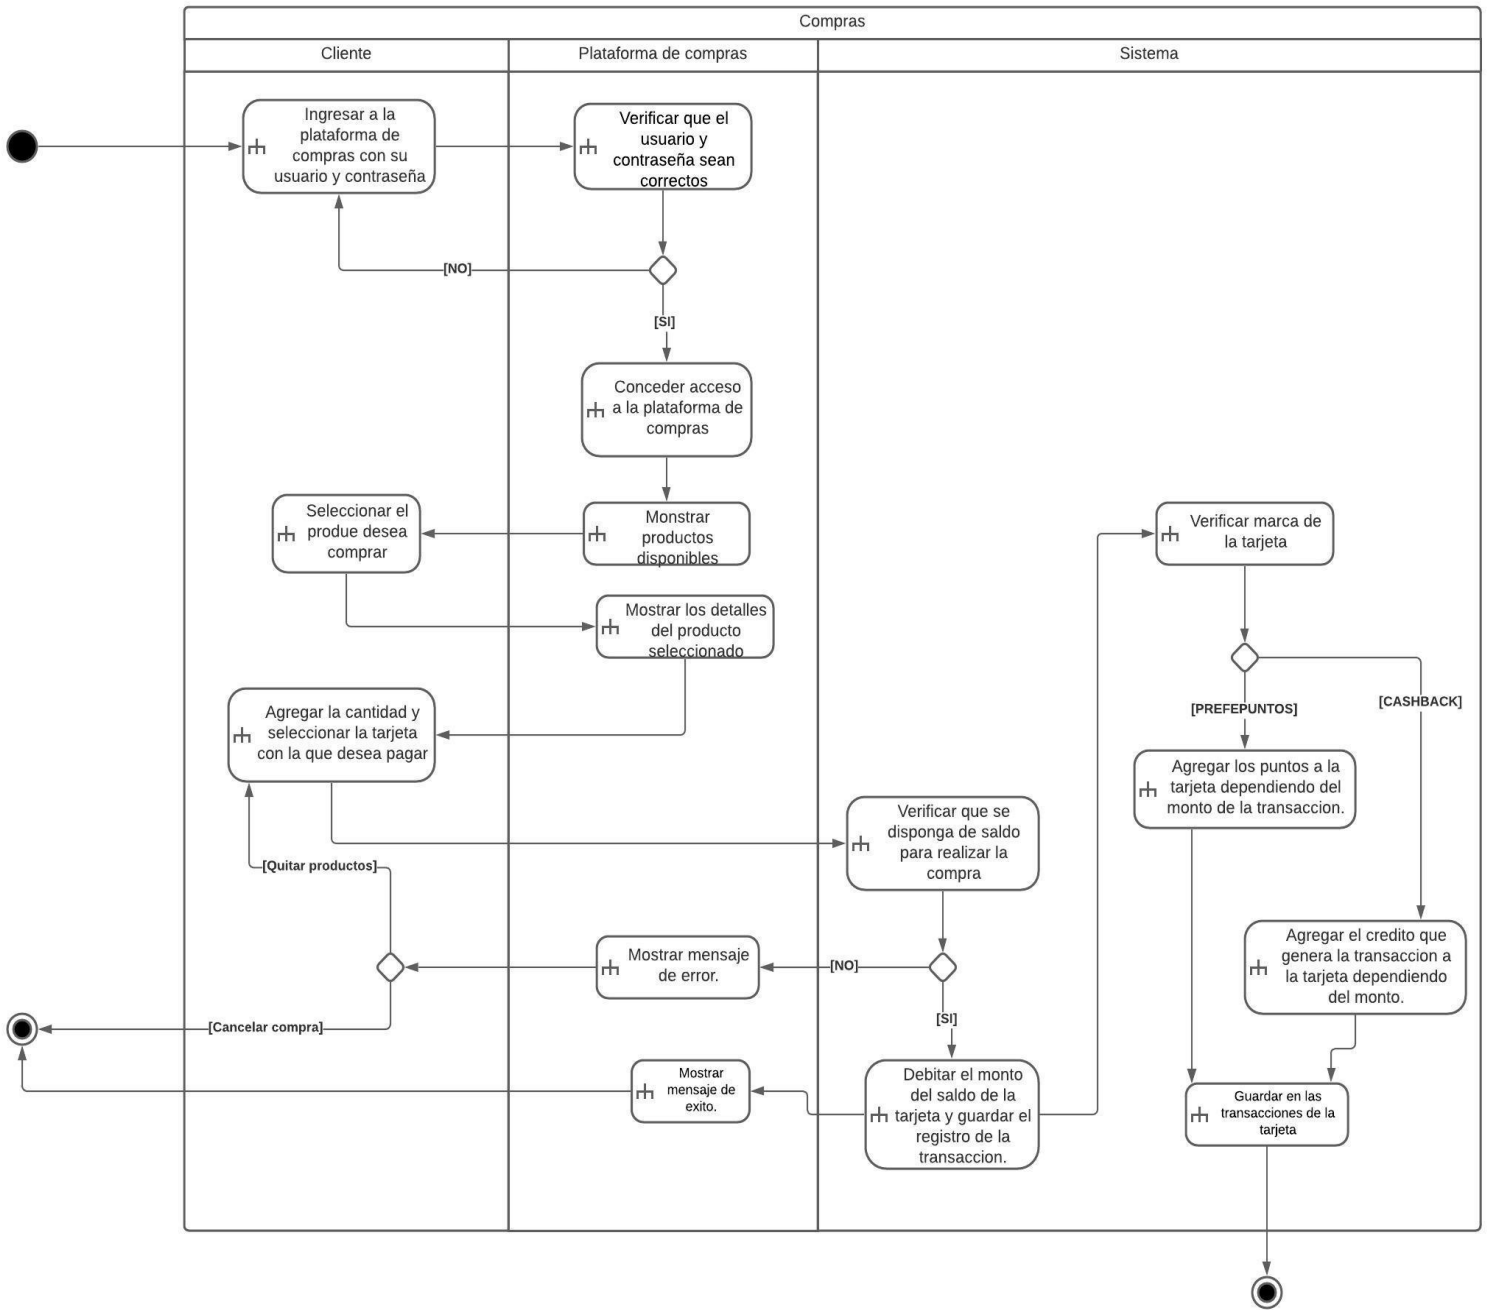 Compras
Cliente
Plataforma de compras
Sistema
Ingresar a la
plataforma de
compras con su
usuario y contraseña
Verificar que el
usuario y
contraseña sean
correctos
[NO]
[SI]
Conceder acceso
a la plataforma de
compras
Monstrar
productos
disponibles
Seleccionar el
produe desea
comprar
Mostrar los detalles
del producto
seleccionado
Agregar la cantidad y
seleccionar la tarjeta
con la que desea pagar
Verificar que se
disponga de saldo
para realizar la
compra
[NO]
[SI]
Mostrar mensaje
de error.
[Quitar productos]
[Cancelar compra]
Debitar el monto
del saldo de la
tarjeta y guardar el
registro de la
transaccion.
Mostrar
mensaje de
exito.
Verificar marca de
la tarjeta
[PREFEPUNTOS]
[CASHBACK]
Agregar los puntos a la
tarjeta dependiendo del
monto de la transaccion.
Agregar el credito que
genera la transaccion a
la tarjeta dependiendo
del monto.
Guardar en las
transacciones de la
tarjeta